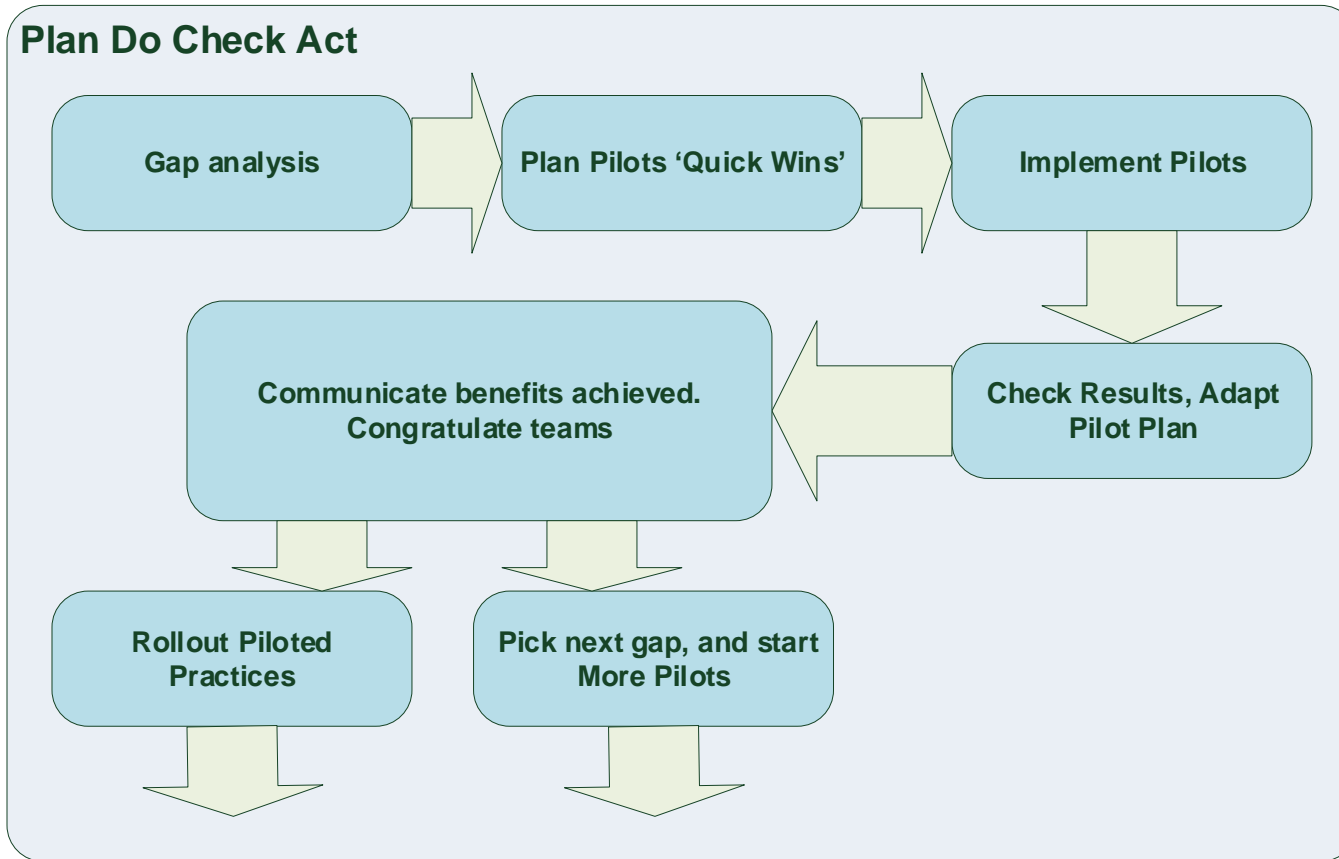 Plan Do Check Act
Gap analysis
Plan Pilots ‘Quick Wins’
Implement Pilots
Check Results, Adapt
Pilot Plan
Communicate benefits achieved.
Congratulate teams
Rollout Piloted
Practices
Pick next gap, and start
More Pilots